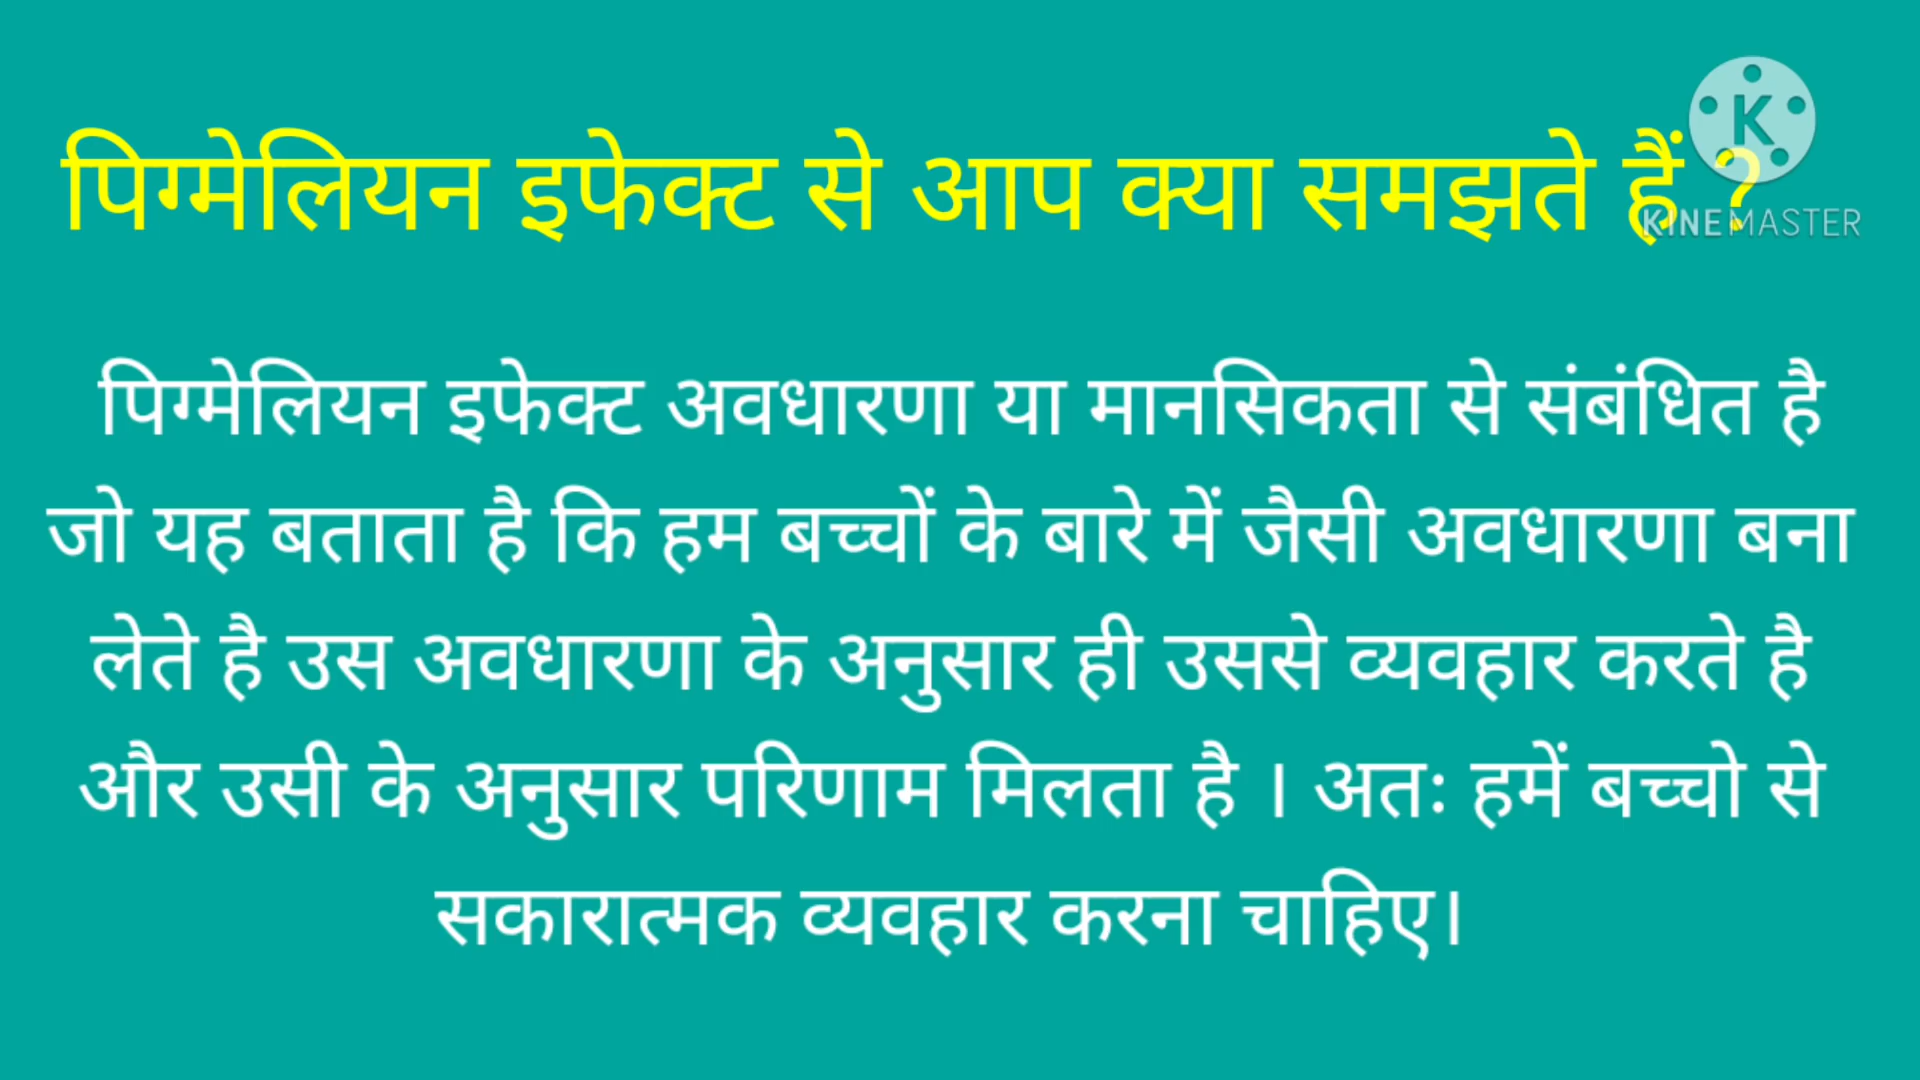 पिग्मेलियन इफेक्ट से आप क्या समझते हैं ?
K
KINEMASTER
पिग्मेलियन इफेक्ट अवधारणा या मानसिकता से संबंधित है
जो यह बताता है कि हम बच्चों के बारे में जैसी अवधारणा बना
लेते है उस अवधारणा के अनुसार ही उससे व्यवहार करते है
और उसी के अनुसार परिणाम मिलता है । अतः हमें बच्चो से
सकारात्मक व्यवहार करना चाहिए।